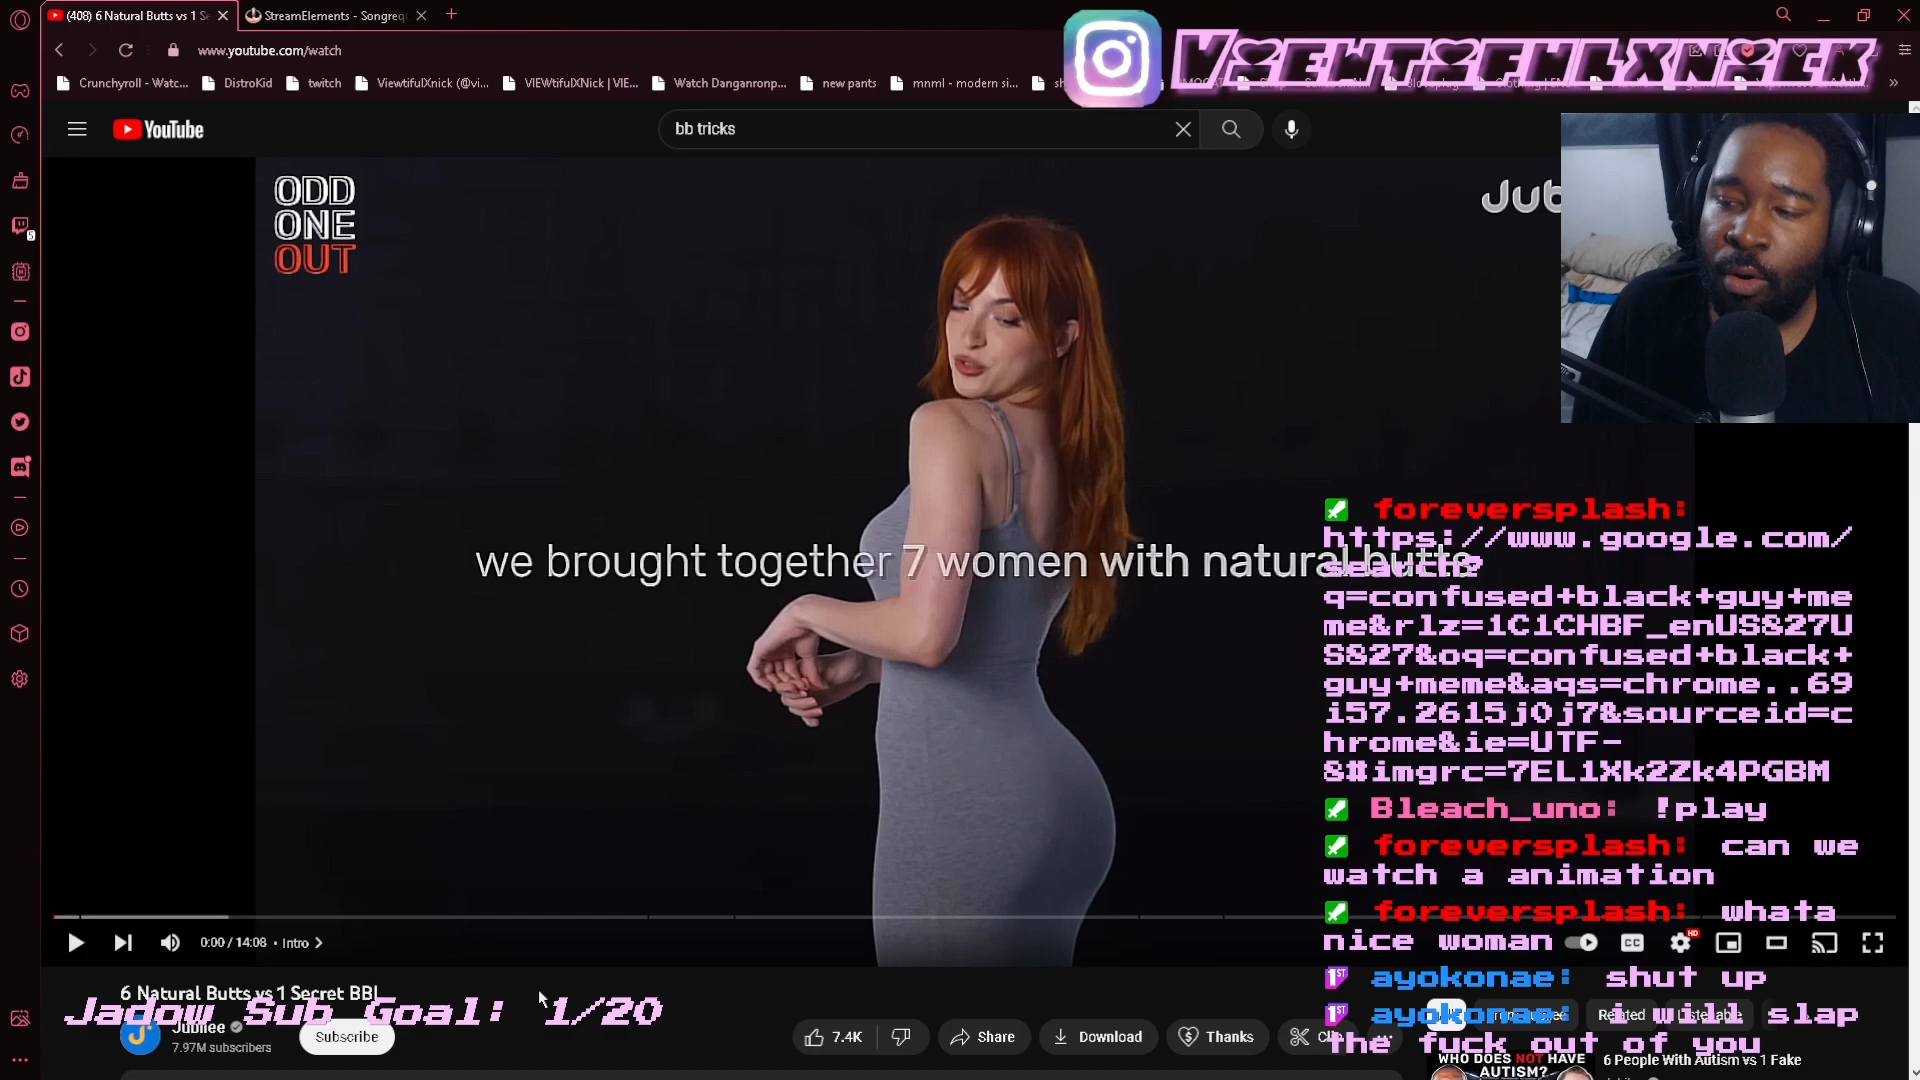 (408) 6 Natural Butts vs 1 Se
StreamElements - Songreq
www.youtube.com/watch
ViewtifulxNick
Crunchyroll - Watc...
DistroKid
twitch
ViewtifulXNick (@vi...
VIEWtifulXNick | VIE...
Watch Danganronp...
new pants
mnml - modern si...
YouTube
bb tricks
ODD
ONE
OUT
Jub
we brought together 7 women with natural butts
foreversplash:
https://www.google.com/
search?
q=confused+black+guy+me
me&rlz=1C1CHBF_enUS827U
S827&oq=confused+black+
guy+meme&aqs=chrome..69
i57.2615j0j7&sourceid=c
hrome&ie=UTF-
8#imgrc=7EL1Xk2Zk4PGBM
Bleach_uno: !play
foreversplash: can we
watch a animation
foreversplash: whata
nice woman
ayokonae: shut up
ayokonae: i will slap
the fuck out of you
0:00 / 14:08 • Intro
CC
HD
6 Natural Butts vs 1 Secret BBL
Jadow Sub Goal: 1/20
Jubilee
7.97M subscribers
Subscribe
7.4K
Share
Download
Thanks
Related
WHO DOES NOT HAVE
AUTISM?
6 People With Autism vs 1 Fake